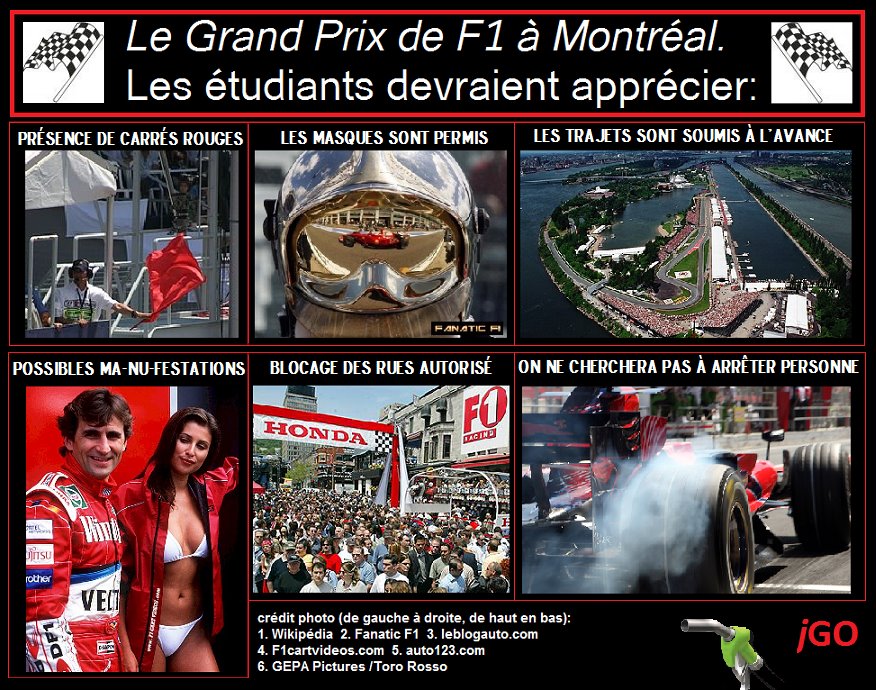 Le Grand Prix de F1 à Montréal.
Les étudiants devraient apprécier:
PRÉSENCE DE CARRÉS ROUGES
LES MASQUES SONT PERMIS
LES TRAJETS SONT SOUMIS À L'AVANCE
FANATIC F1
POSSIBLES MA-NU-FESTATIONS
BLOCAGE DES RUES AUTORISÉ
ON NE CHERCHERA PAS À ARRÊTER PERSONNE
HONDA
F1
RACING
brother
VECT
crédit photo (de gauche à droite, de haut en bas):
1. Wikipédia 2. Fanatic F1 3. leblogauto.com
4. F1cartvideos.com 5. auto123.com
6. GEPA Pictures /Toro Rosso
jGO